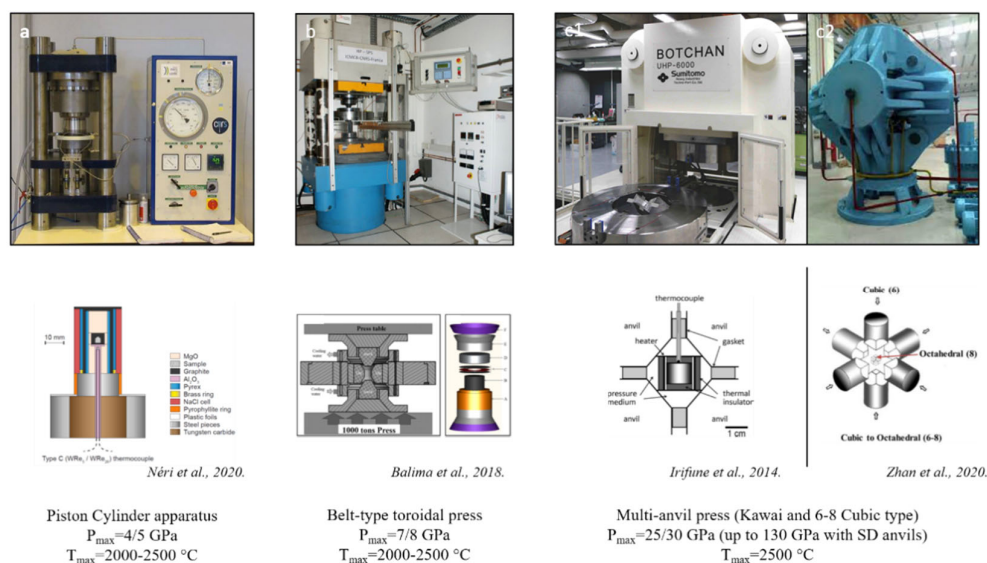 a
b
c1
c2
BOTCHAN
UHP-6000
Sumitomo
10 mm
MgO
Sample
Graphite
Al₂O₃
Pyrex
Brass ring
NaCl cell
Pyrophyllite ring
Plastic foils
Steel pieces
Tungsten carbide
Type C (WRe₅ / WRe₂₆) thermocouple
Néri et al., 2020.
Press table
Cooling water
Cooling water
1000 tons Press
Balima et al., 2018.
thermocouple
anvil
anvil
heater
gasket
pressure medium
thermal insulator
anvil
anvil
1 cm
Irifune et al., 2014.
Cubic (6)
Octahedral (8)
Cubic to Octahedral (6-8)
Zhan et al., 2020.
Piston Cylinder apparatus
Pmax=4/5 GPa
Tmax=2000-2500 °C
Belt-type toroidal press
Pmax=7/8 GPa
Tmax=2000-2500 °C
Multi-anvil press (Kawai and 6-8 Cubic type)
Pmax=25/30 GPa (up to 130 GPa with SD anvils)
Tmax=2500 °C